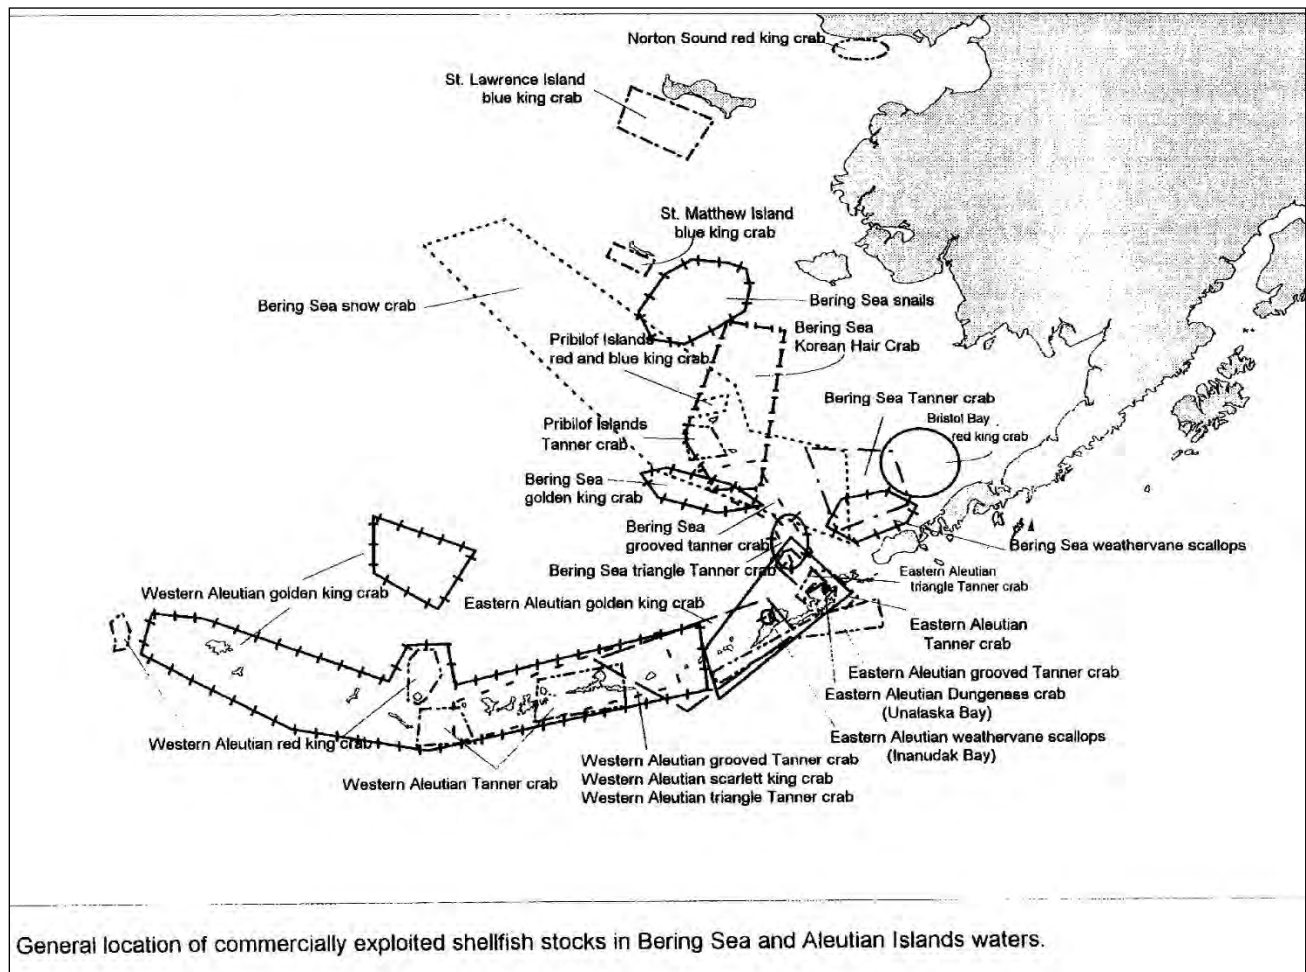 Norton Sound red king crab
St. Lawrence Island
blue king crab
St. Matthew Island
blue king crab
Bering Sea snow crab
Bering Sea snails
Pribilof Islands
red and blue king crab
Bering Sea
Korean Hair Crab
Bering Sea Tanner crab
Bristol Bay
red king crab
Pribilof Islands
Tanner crab
Bering Sea
golden king crab
Bering Sea
grooved tanner crab
Bering Sea weathervane scallops
Bering Sea triangle Tanner crab
Eastern Aleutian
triangle Tanner crab
Western Aleutian golden king crab
Eastern Aleutian golden king crab
Eastern Aleutian
Tanner crab
Eastern Aleutian grooved Tanner crab
Eastern Aleutian Dungeness crab
(Unalaska Bay)
Eastern Aleutian weathervane scallops
(Inanudak Bay)
Western Aleutian red king crab
Western Aleutian Tanner crab
Western Aleutian grooved Tanner crab
Western Aleutian scarlett king crab
Western Aleutian triangle Tanner crab
General location of commercially exploited shellfish stocks in Bering Sea and Aleutian Islands waters.